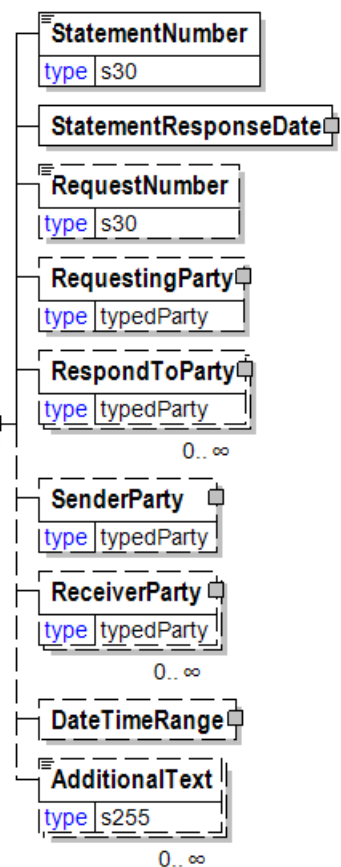 StatementNumber
type s30
StatementResponseDate
RequestNumber
type s30
RequestingParty
type typedParty
RespondToParty
type typedParty
0.. ∞
SenderParty
type typedParty
ReceiverParty
type typedParty
0.. ∞
DateTimeRange
AdditionalText
type s255
0.. ∞